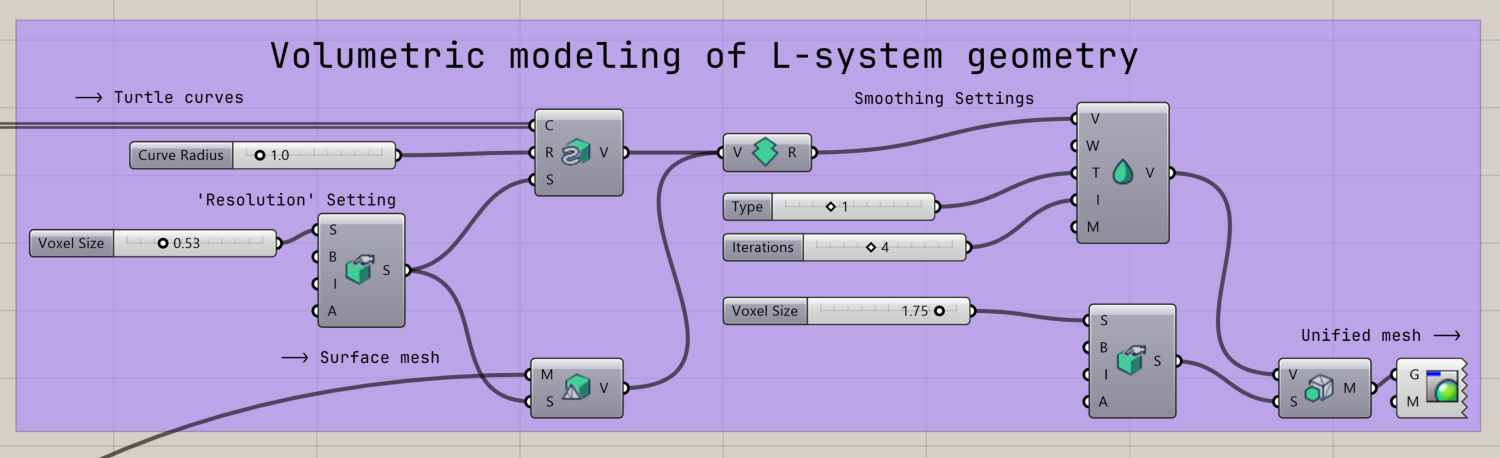 Volumetric modeling of L-system geometry
⟶ Turtle curves
Smoothing Settings
C
R
S
V
Curve Radius 1.0
V R
V
W
T
I
M
V
'Resolution' Setting
Voxel Size 0.53
S
B
I
A
S
Type 1
Iterations 4
Voxel Size 1.75
S
B
I
A
S
⟶ Surface mesh
M
S
V
Unified mesh ⟶
V
S
M
G
M